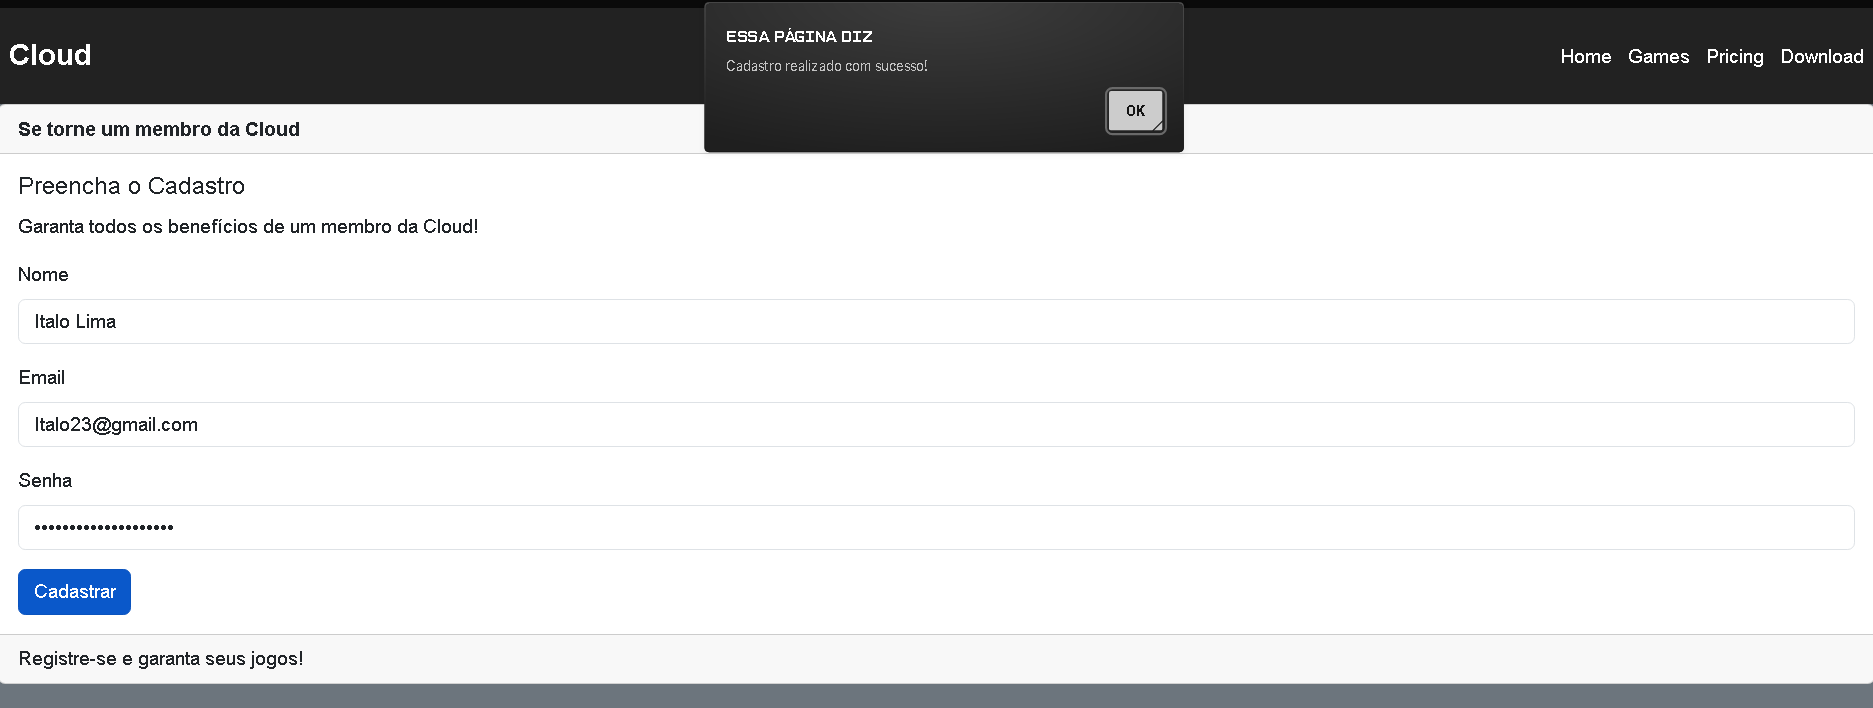 Cloud
Home Games Pricing Download
ESSA PÁGINA DIZ
Cadastro realizado com sucesso!
OK
Se torne um membro da Cloud
Preencha o Cadastro
Garanta todos os benefícios de um membro da Cloud!
Nome
Italo Lima
Email
Italo23@gmail.com
Senha
••••••••••••••••••••
Cadastrar
Registre-se e garanta seus jogos!